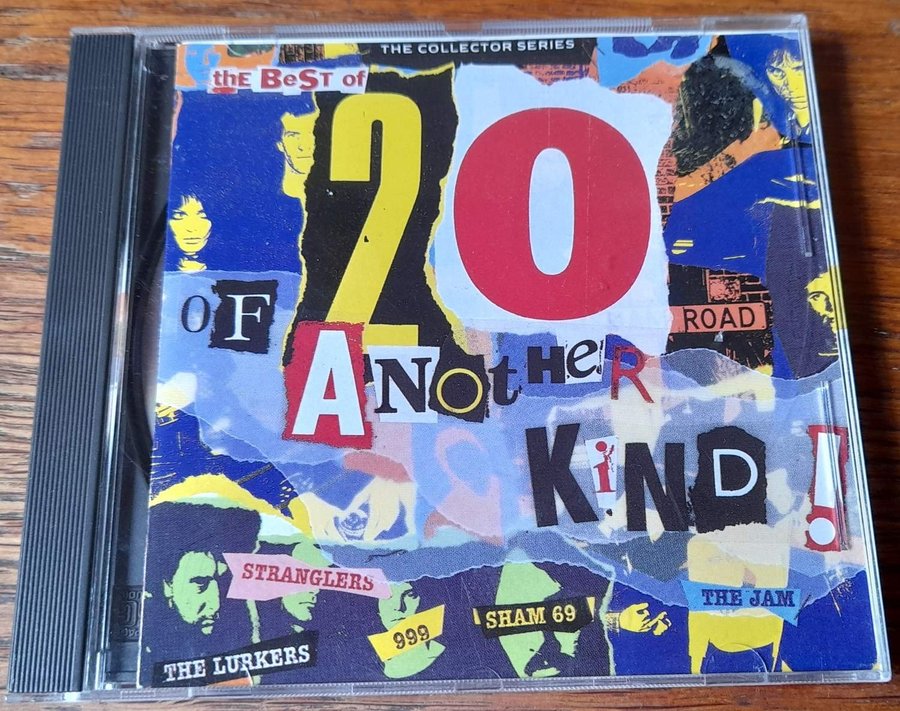 THE COLLECTOR SERIES
thE BeST of
20
OF
ROAD
ANotHeR
KiND!
STRANGLERS
THE JAM
SHAM 69
999
THE LURKERS